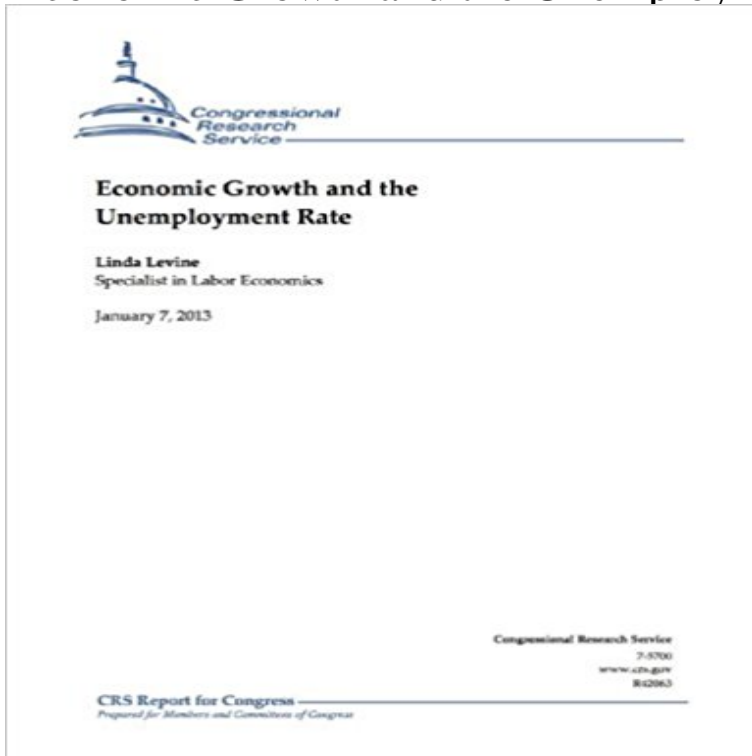 Congressional
Research
Service
Economic Growth and the
Unemployment Rate
Linda Levine
Specialist in Labor Economics
January 7, 2013
Congressional Research Service
7-5700
www.crs.gov
R42063
CRS Report for Congress
Prepared for Members and Committees of Congress